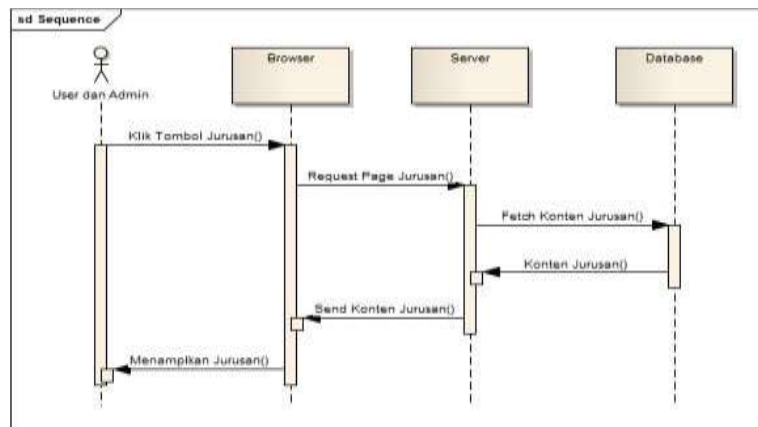 sd Sequence
Browser
Server
Database
User dan Admin
Klik Tombol Jurusan()
Request Page Jurusan()
Fetch Konten Jurusan()
Konten Jurusan()
Send Konten Jurusan()
Menamplkan Jurusan()